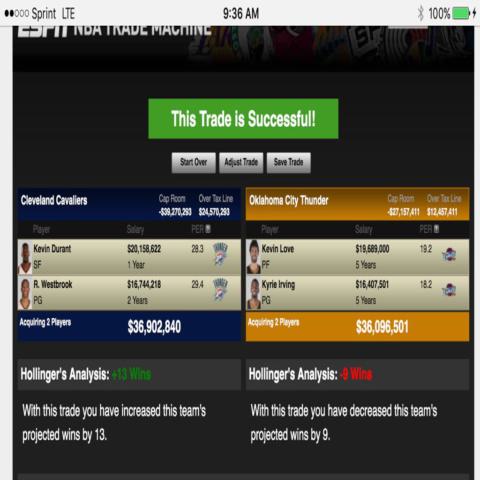 Sprint LTE 9:36 AM 100%
ESPN NBA TRADE MACHINE
This Trade is Successful!
Start Over Adjust Trade Save Trade
Cleveland Cavaliers Cap Room Over Tax Line
-$39,270,293 $24,570,293
Player Salary PER
Kevin Durant $20,158,622 28.3
SF 1 Year
R. Westbrook $16,744,218 29.4
PG 2 Years
Acquiring 2 Players $36,902,840
Oklahoma City Thunder Cap Room Over Tax Line
-$27,157,411 $12,457,411
Player Salary PER
Kevin Love $19,689,000 19.2
PF 5 Years
Kyrie Irving $16,407,501 18.2
PG 5 Years
Acquiring 2 Players $36,096,501
Hollinger's Analysis: +13 Wins
With this trade you have increased this team's
projected wins by 13.
Hollinger's Analysis: -9 Wins
With this trade you have decreased this team's
projected wins by 9.